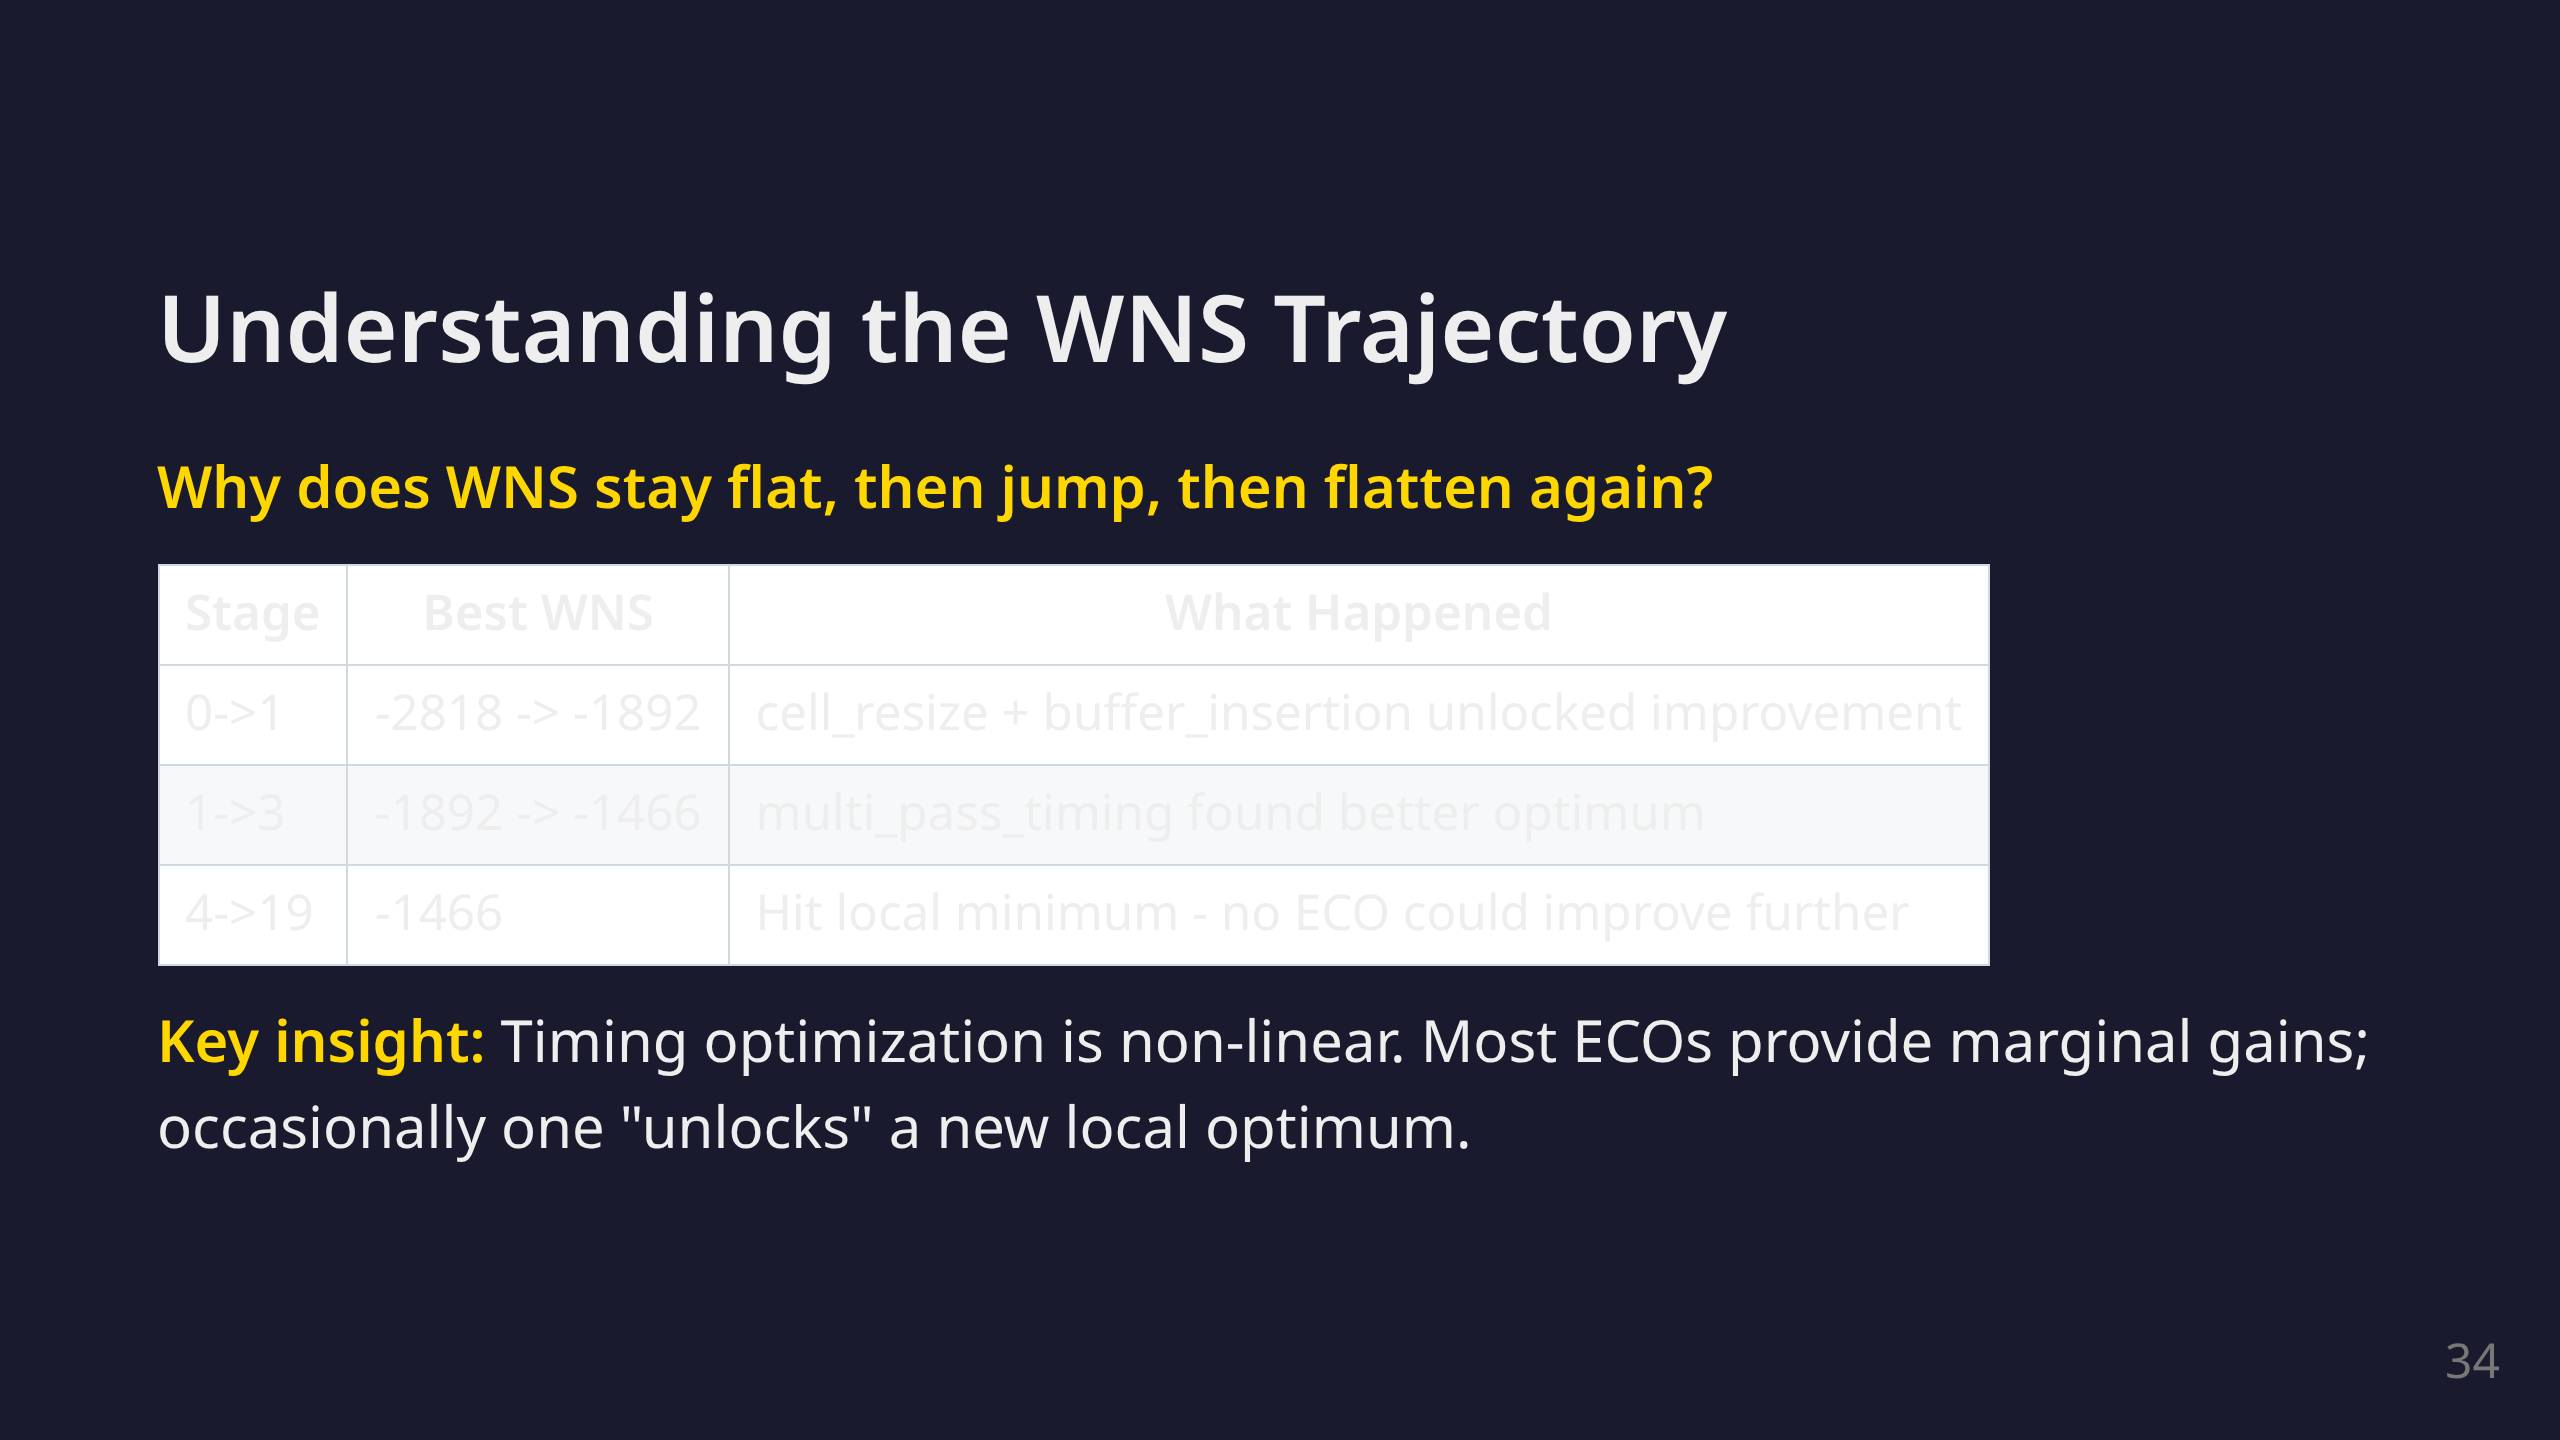 Understanding the WNS Trajectory
Why does WNS stay flat, then jump, then flatten again?
Stage Best WNS What Happened
0->1 -2818 -> -1892 cell_resize + buffer_insertion unlocked improvement
1->3 -1892 -> -1466 multi_pass_timing found better optimum
4->19 -1466 Hit local minimum - no ECO could improve further
Key insight: Timing optimization is non-linear. Most ECOs provide marginal gains;
occasionally one "unlocks" a new local optimum.
34